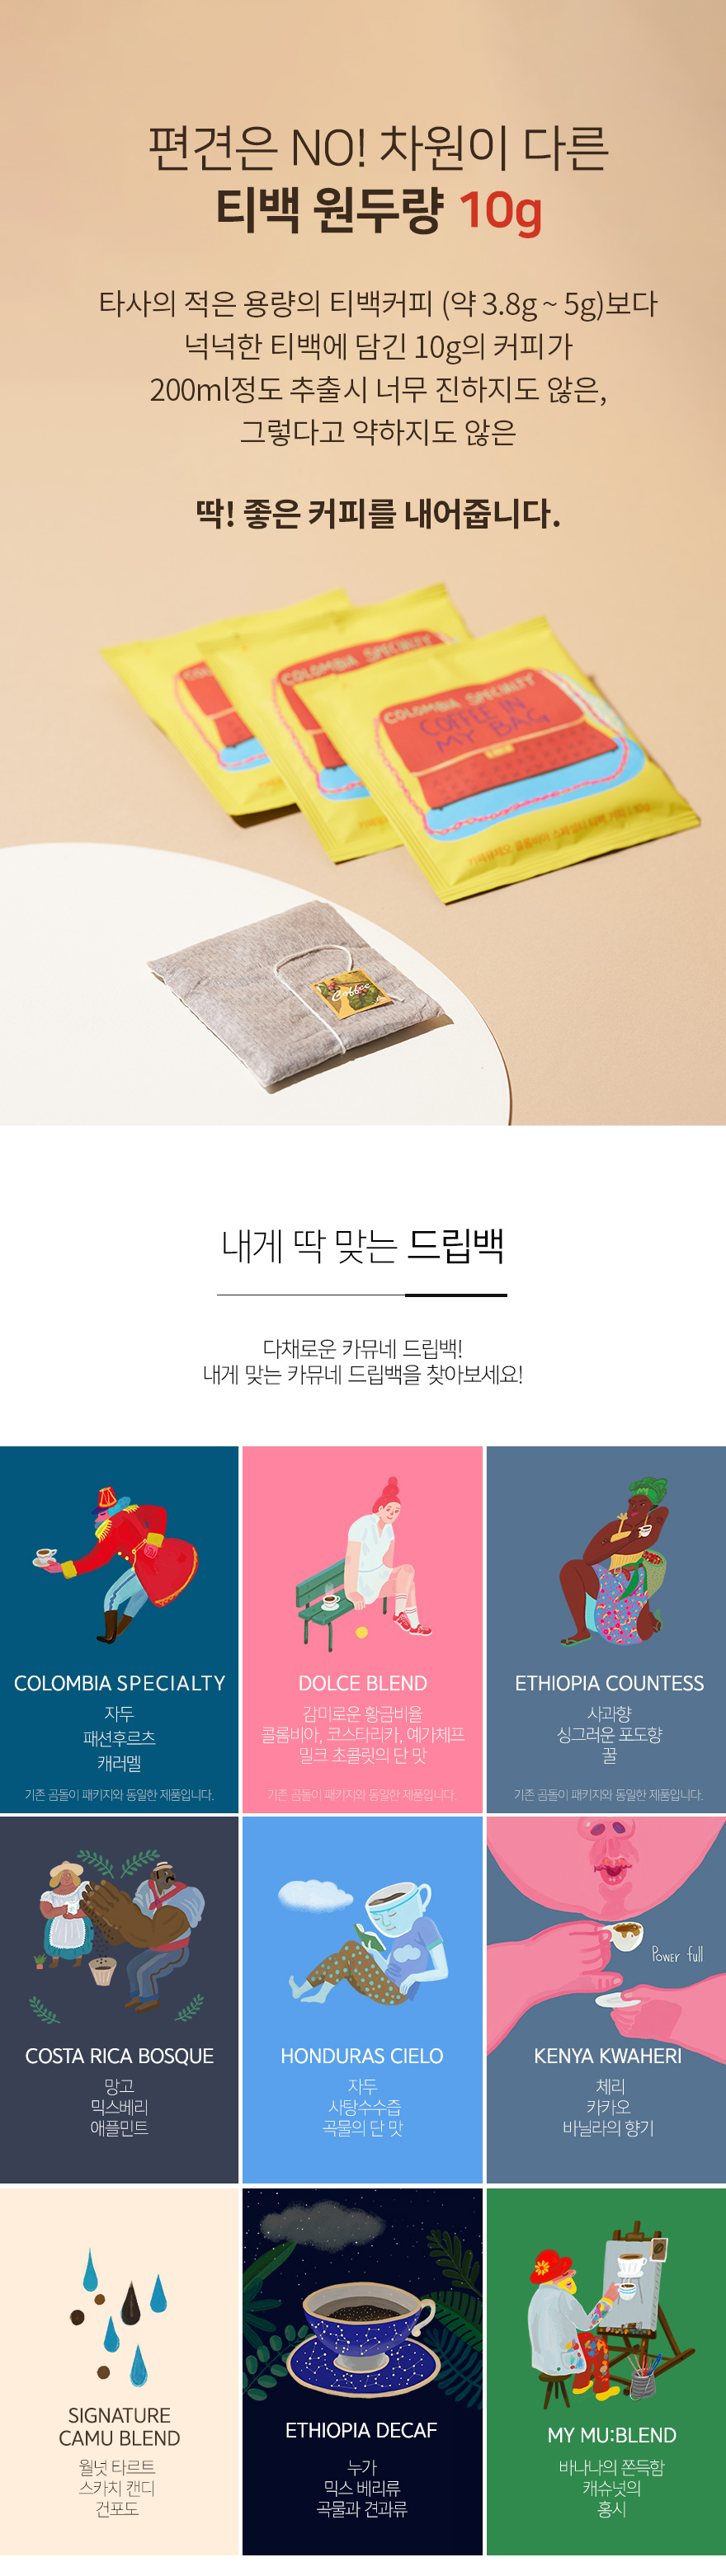 편견은 NO! 차원이 다른
티백 원두량 10g
타사의 적은 용량의 티백커피 (약 3.8g ~ 5g)보다
넉넉한 티백에 담긴 10g의 커피가
200ml정도 추출시 너무 진하지도 않은,
그렇다고 약하지도 않은
딱! 좋은 커피를 내어줍니다.
COLOMBIA SPECIALTY
COLOMBIA SPECIALTY
COFFEE IN
MY BAG
Coffee
내게 딱 맞는 드립백
다채로운 카뮤네 드립백!
내게 맞는 카뮤네 드립백을 찾아보세요!
COLOMBIA SPECIALTY
자두
패션후르츠
캐러멜
기존 곰돌이 패키지와 동일한 제품입니다.
DOLCE BLEND
감미로운 황금비율
콜롬비아, 코스타리카, 예가체프
밀크 초콜릿의 단 맛
기존 곰돌이 패키지와 동일한 제품입니다.
ETHIOPIA COUNTESS
사과향
싱그러운 포도향
꿀
기존 곰돌이 패키지와 동일한 제품입니다.
COSTA RICA BOSQUE
망고
믹스베리
애플민트
HONDURAS CIELO
자두
사탕수수즙
곡물의 단 맛
Power full
KENYA KWAHERI
체리
카카오
바닐라의 향기
SIGNATURE
CAMU BLEND
월넛 타르트
스카치 캔디
건포도
ETHIOPIA DECAF
누가
믹스 베리류
곡물과 견과류
MY MU:BLEND
바나나의 쫀득함
캐슈넛의
홍시